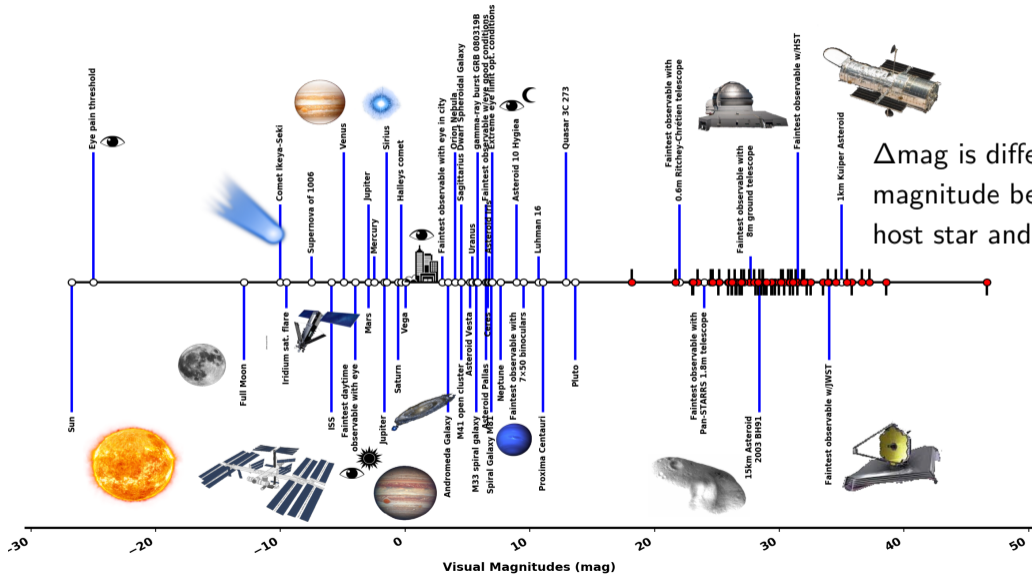 Eye pain threshold
Comet Ikeya-Seki
Supernova of 1006
Venus
Jupiter
Mercury
Sirius
Halleys comet
Faintest observable with eye in city
Orion Nebula
Sagittarius Dwarf Spheroidal Galaxy
Uranus
gamma-ray burst GRB 080319B
Faintest observable w/eye good conditions
Asteroid Iris
Extreme eye limit opt. conditions
Asteroid 10 Hygiea
Luhman 16
Quasar 3C 273
Faintest observable with
0.6m Ritchey-Chrétien telescope
Faintest observable with
8m ground telescope
Faintest observable w/HST
1km Kuiper Asteroid
Δmag is diffe
magnitude be
host star and
Sun
Full Moon
Iridium sat. flare
ISS
Faintest daytime
observable with eye
Mars
Jupiter
Saturn
Vega
Andromeda Galaxy
M41 open cluster
Asteroid Vesta
M33 spiral galaxy
Asteroid Pallas
Ceres
Spiral Galaxy M81
Neptune
Faintest observable with
7×50 binoculars
Proxima Centauri
Pluto
Faintest observable with
Pan-STARRS 1.8m telescope
15km Asteroid
2003 BH91
Faintest observable w/JWST
−30
−20
−10
0
10
20
30
40
50
Visual Magnitudes (mag)